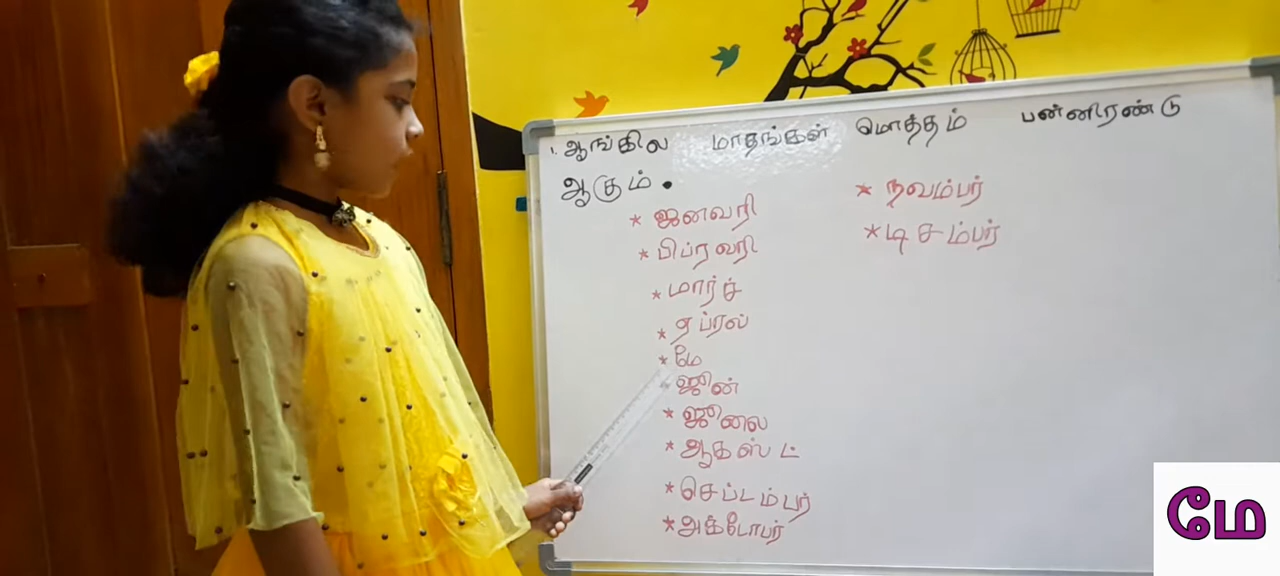 1. ஆங்கில மாதங்கள் மொத்தம் பன்னிரண்டு
ஆகும்.
* ஜனவரி
* பிப்ரவரி
* மார்ச்
* ஏப்ரல்
* மே
* ஜூன்
* ஜூலை
* ஆகஸ்ட்
* செப்டம்பர்
* அக்டோபர்
* நவம்பர்
* டிசம்பர்
மே